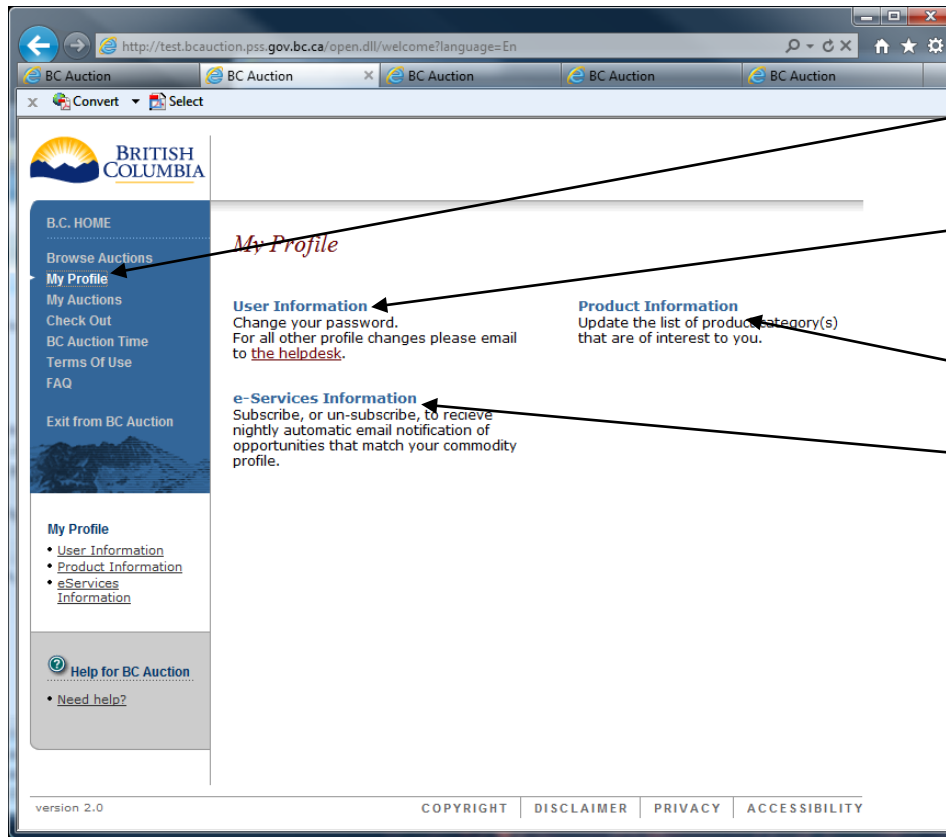 http://test.bcauction.pss.gov.bc.ca/open.dll/welcome?language=En
BC Auction
BC Auction
BC Auction
BC Auction
BC Auction
x Convert Select
BRITISH
COLUMBIA
B.C. HOME
Browse Auctions
My Profile
My Auctions
Check Out
BC Auction Time
Terms Of Use
FAQ
Exit from BC Auction
My Profile
• User Information
• Product Information
• eServices
Information
Help for BC Auction
• Need help?
My Profile
User Information
Change your password.
For all other profile changes please email
to the helpdesk.
Product Information
Update the list of product category(s)
that are of interest to you.
e-Services Information
Subscribe, or un-subscribe, to recieve
nightly automatic email notification of
opportunities that match your commodity
profile.
version 2.0
COPYRIGHT | DISCLAIMER | PRIVACY | ACCESSIBILITY